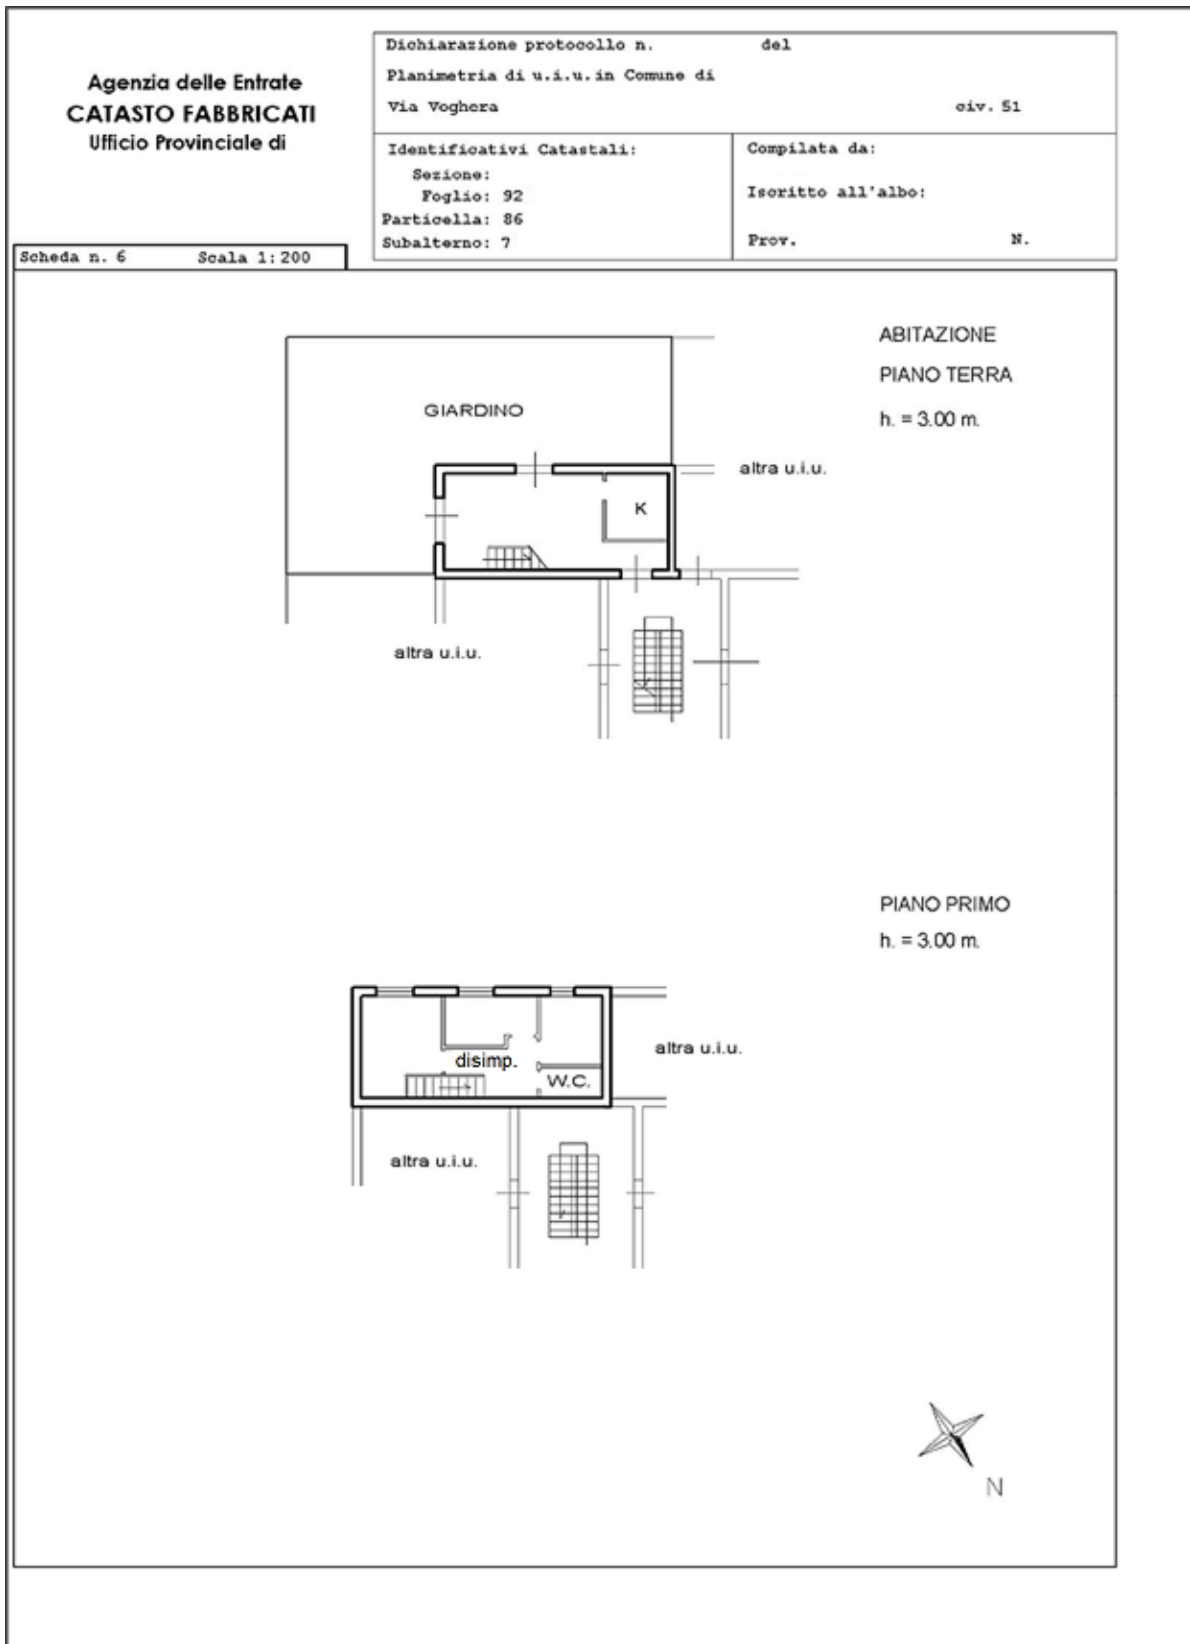 Agenzia delle Entrate
CATASTO FABBRICATI
Ufficio Provinciale di
Dichiarazione protocollo n. del
Planimetria di u.i.u. in Comune di
Via Voghera civ. 51
Identificativi Catastali:
Sezione:
Foglio: 92
Particella: 86
Subalterno: 7
Compilata da:
Iscritto all'albo:
Prov. N.
Scheda n. 6 Scala 1:200
ABITAZIONE
PIANO TERRA
h. = 3.00 m.
GIARDINO
altra u.i.u.
K
altra u.i.u.
PIANO PRIMO
h. = 3.00 m.
altra u.i.u.
disimp.
W.C.
altra u.i.u.
N